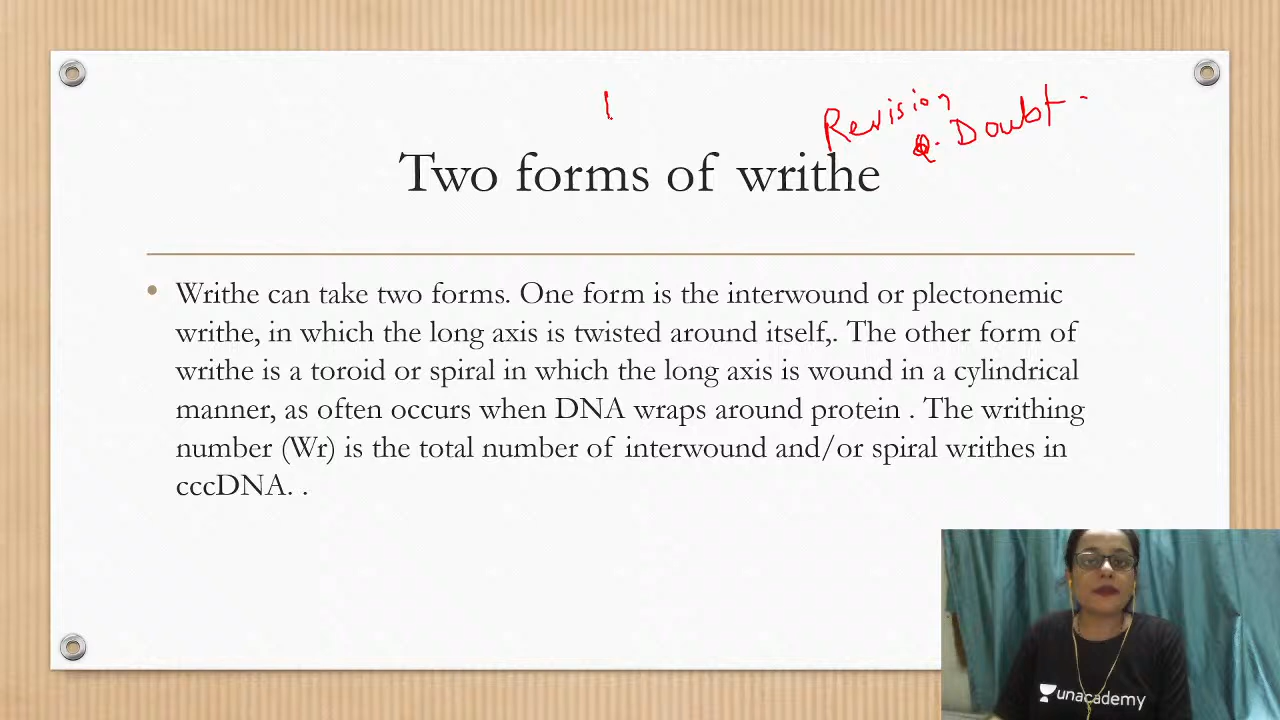 Revision
& Doubt.
Two forms of writhe
• Writhe can take two forms. One form is the interwound or plectonemic
writhe, in which the long axis is twisted around itself,. The other form of
writhe is a toroid or spiral in which the long axis is wound in a cylindrical
manner, as often occurs when DNA wraps around protein . The writhing
number (Wr) is the total number of interwound and/or spiral writhes in
cccDNA. .
unacademy